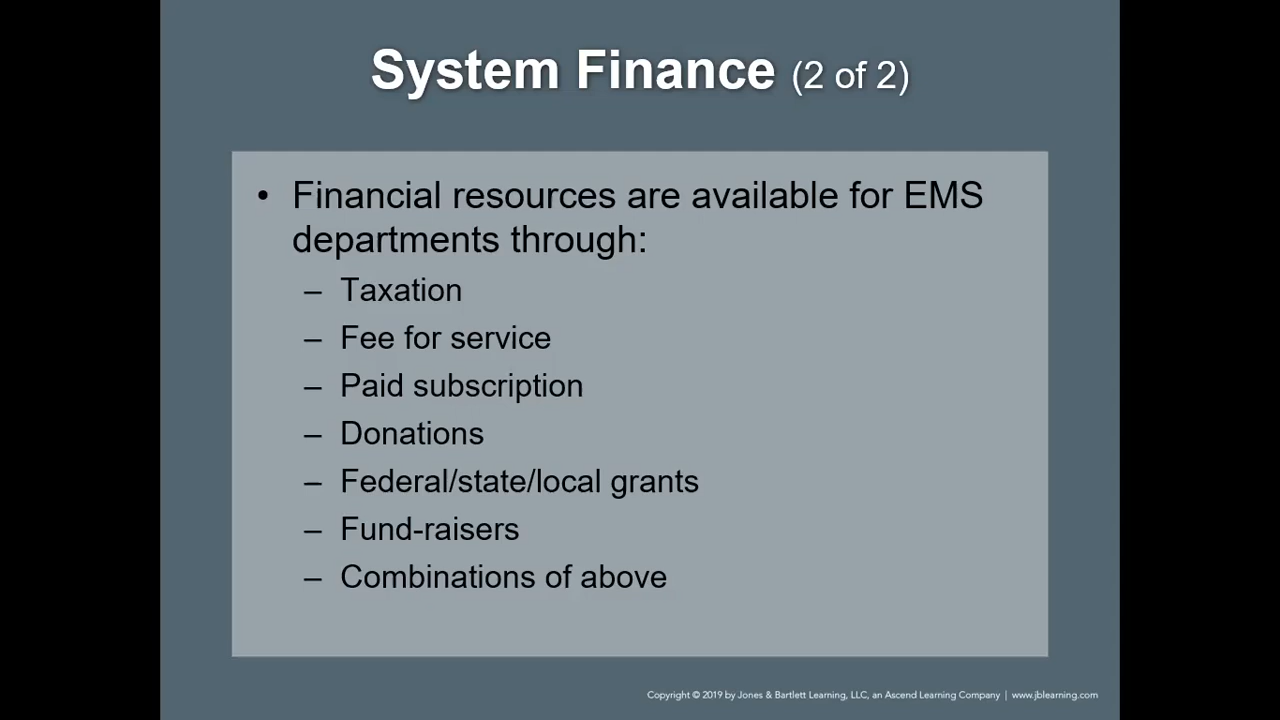 System Finance (2 of 2)
• Financial resources are available for EMS
departments through:
– Taxation
– Fee for service
– Paid subscription
– Donations
– Federal/state/local grants
– Fund-raisers
– Combinations of above
Copyright © 2019 by Jones & Bartlett Learning, LLC, an Ascend Learning Company | www.jblearning.com